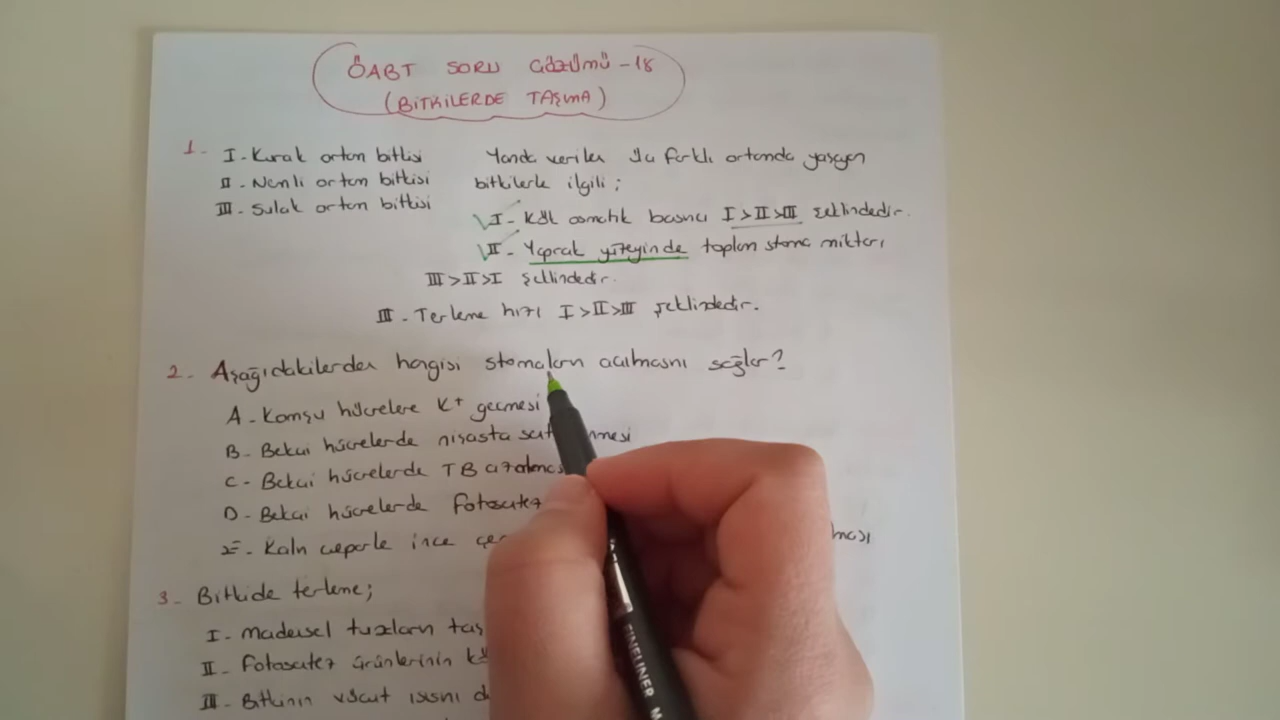 ÖABT SORU ÇÖZÜMÜ - 18
(BİTKİLERDE TAŞIMA)
1- I - Kurak ortam bitkisi
II - Nemli ortam bitkisi
III - Sulak ortam bitkisi
Yanda verilen üç farklı ortamda yaşayan
bitkilerle ilgili ;
I - Kök osmotik basıncı I > II > III şeklindedir.
II - Yaprak yüzeyinde toplam stoma miktarı
III > II > I şeklindedir.
III - Terleme hızı I > II > III şeklindedir.
2 - Aşağıdakilerden hangisi stomaların açılmasını sağlar?
A - Komşu hücrelere K+ geçmesi
B - Bekçi hücrelerde nişasta
C - Bekçi hücrelerde TB azalması
D - Bekçi hücrelerde fotosentez
E - Kalın çeperle ince
3 - Bitkide terleme;
I - Madensel tuzların
II - Fotosentez ürünlerinin
III - Bitkinin vücut ısısını